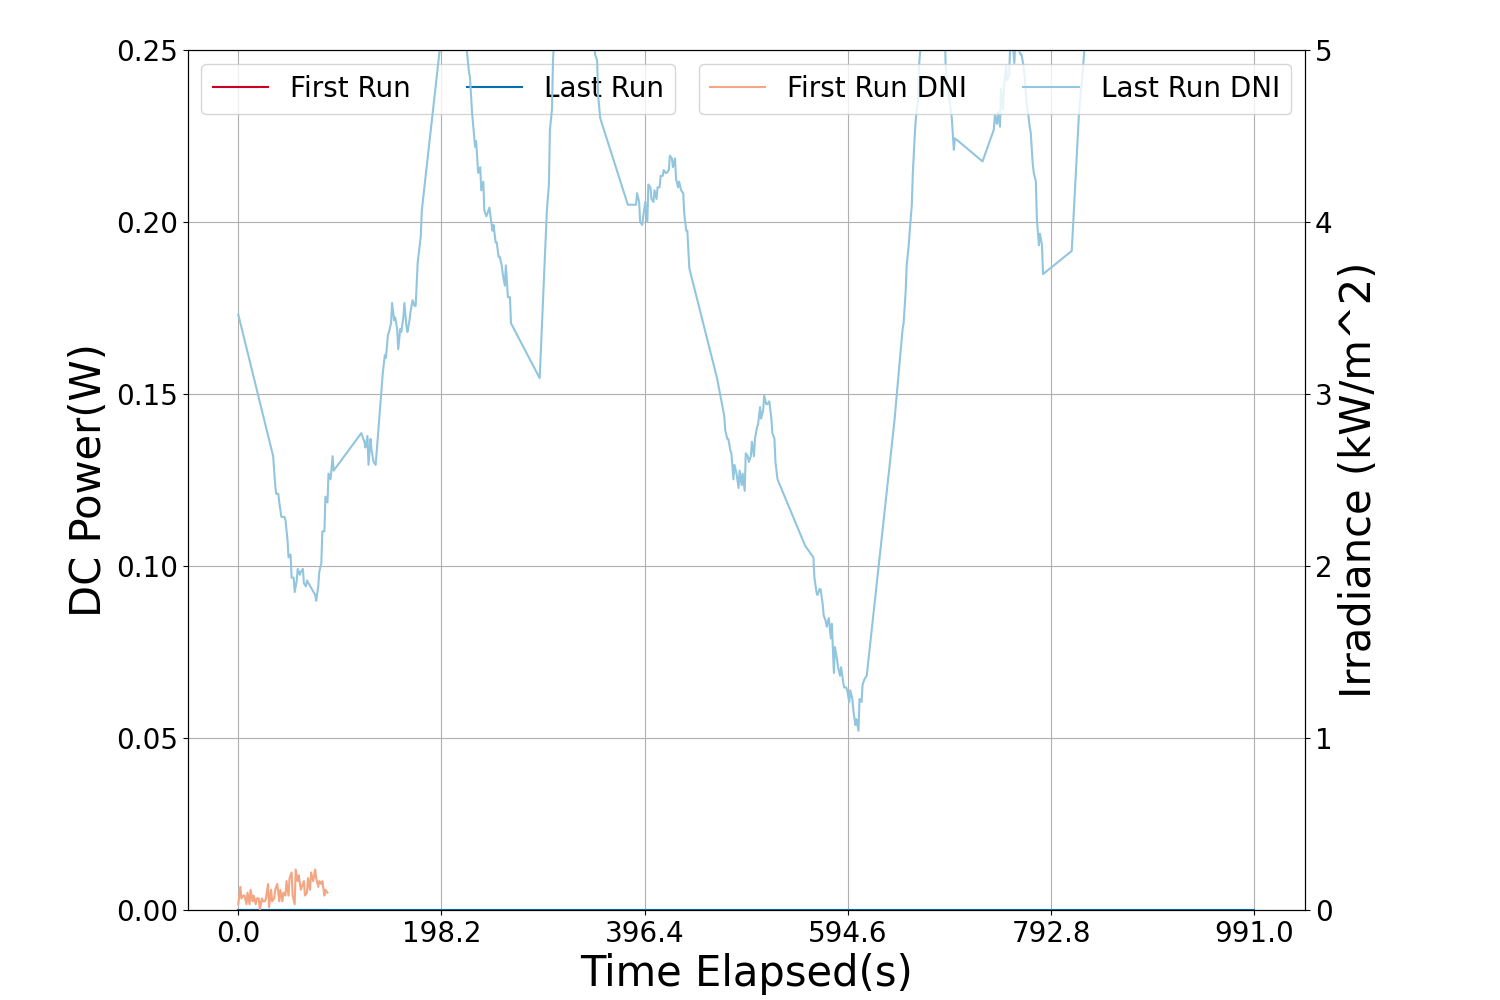 First Run
Last Run
First Run DNI
Last Run DNI
DC Power(W)
0.25
0.20
0.15
0.10
0.05
0.00
5
4
3
2
1
0
Irradiance (kW/m^2)
0.0
198.2
396.4
594.6
792.8
991.0
Time Elapsed(s)